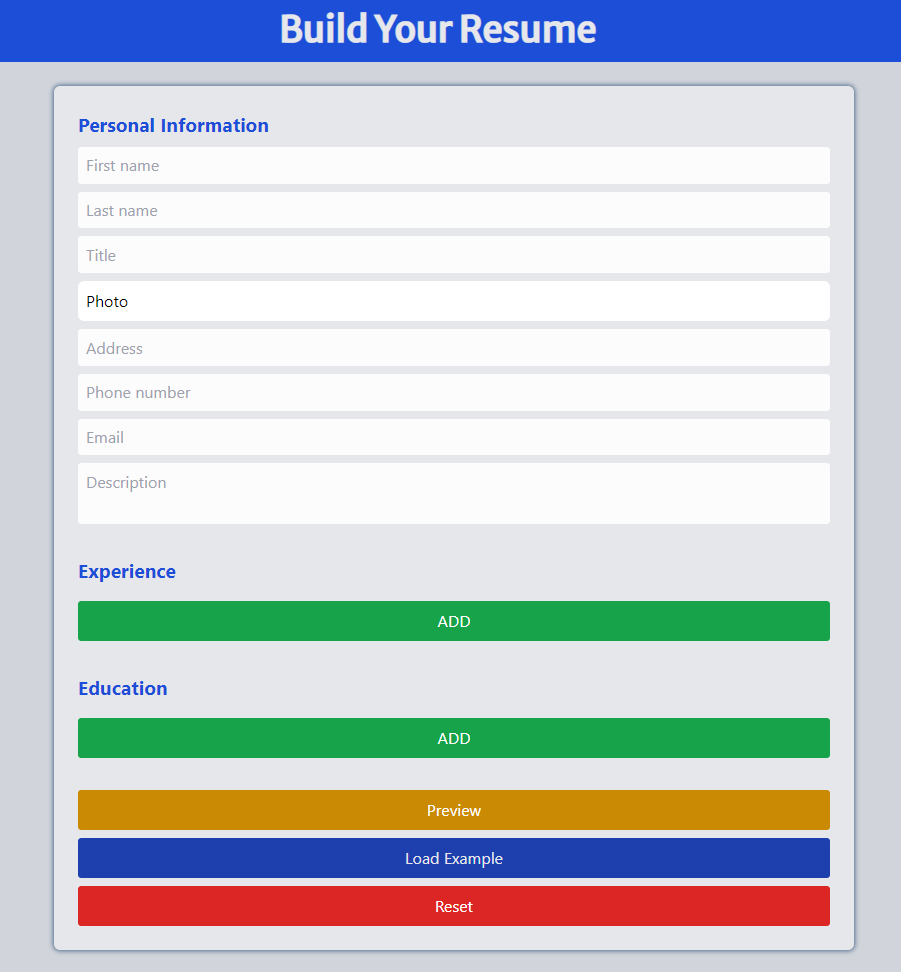 Build Your Resume
Personal Information
First name
Last name
Title
Photo
Address
Phone number
Email
Description
Experience
ADD
Education
ADD
Preview
Load Example
Reset